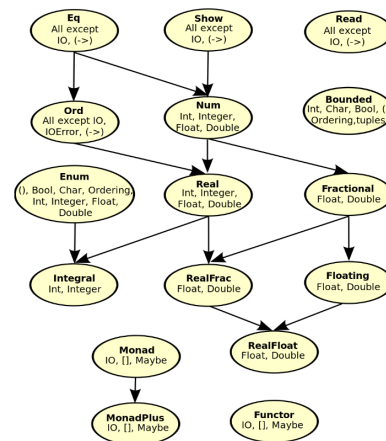 Eq
All except
IO, (->)
Show
All except
IO, (->)
Read
All except
IO, (->)
Ord
All except IO,
IOError, (->)
Num
Int, Integer,
Float, Double
Bounded
Int, Char, Bool, (
Ordering,tuples
Enum
(), Bool, Char, Ordering,
Int, Integer, Float,
Double
Real
Int, Integer,
Float, Double
Fractional
Float, Double
Integral
Int, Integer
RealFrac
Float, Double
Floating
Float, Double
Monad
IO, [], Maybe
RealFloat
Float, Double
MonadPlus
IO, [], Maybe
Functor
IO, [], Maybe